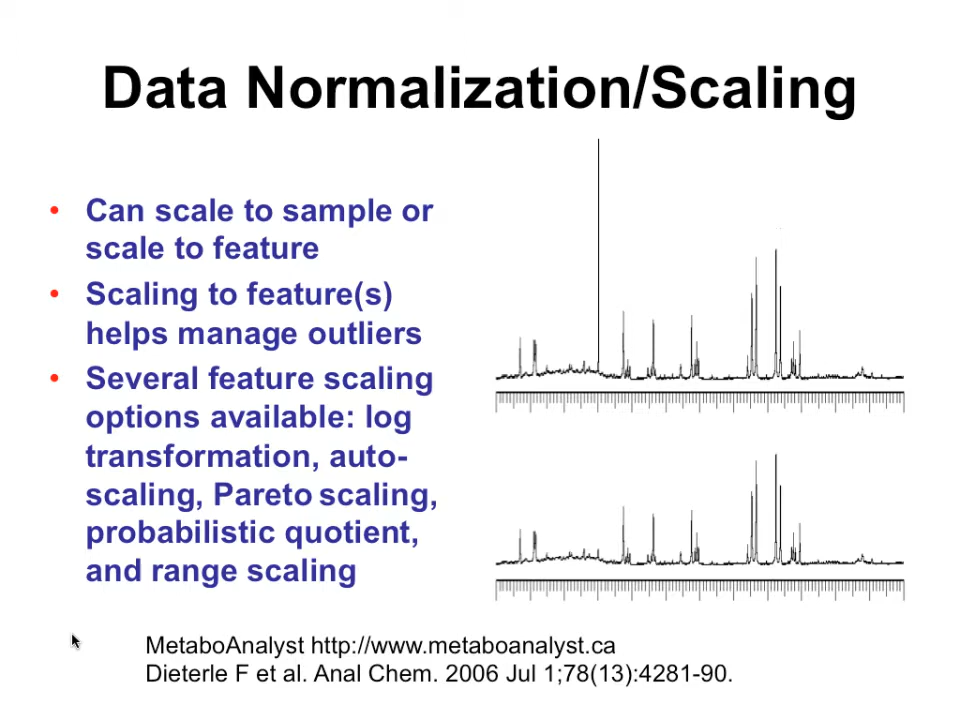 Data Normalization/Scaling
• Can scale to sample or
scale to feature
• Scaling to feature(s)
helps manage outliers
• Several feature scaling
options available: log
transformation, auto-
scaling, Pareto scaling,
probabilistic quotient,
and range scaling
MetaboAnalyst http://www.metaboanalyst.ca
Dieterle F et al. Anal Chem. 2006 Jul 1;78(13):4281-90.